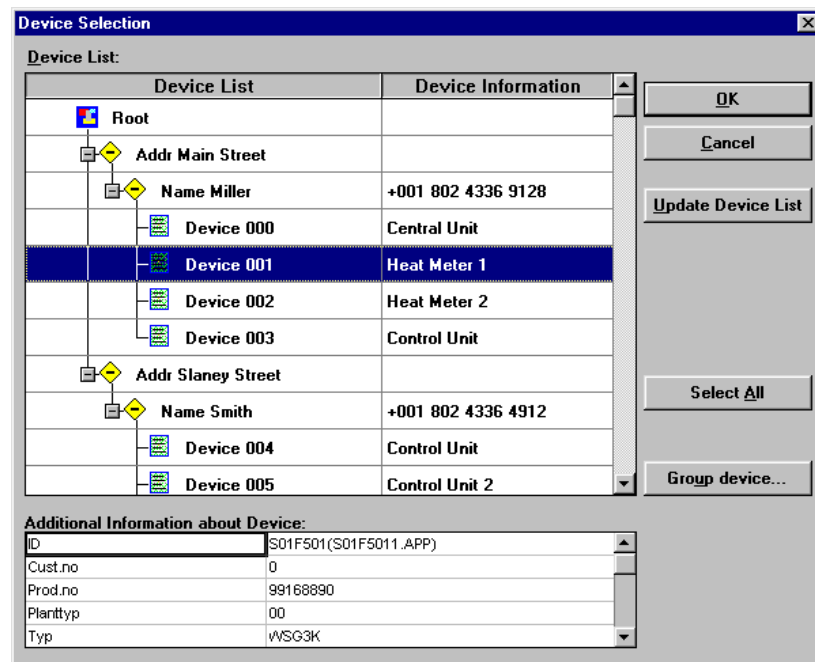 Device Selection
Device List:
Device List Device Information
Root
Addr Main Street
Name Miller +001 802 4336 9128
Device 000 Central Unit
Device 001 Heat Meter 1
Device 002 Heat Meter 2
Device 003 Control Unit
Addr Slaney Street
Name Smith +001 802 4336 4912
Device 004 Control Unit
Device 005 Control Unit 2
OK
Cancel
Update Device List
Select All
Group device...
Additional Information about Device:
ID S01F501(S01F5011.APP)
Cust.no 0
Prod.no 99168890
Planttyp 00
Typ WSG3K